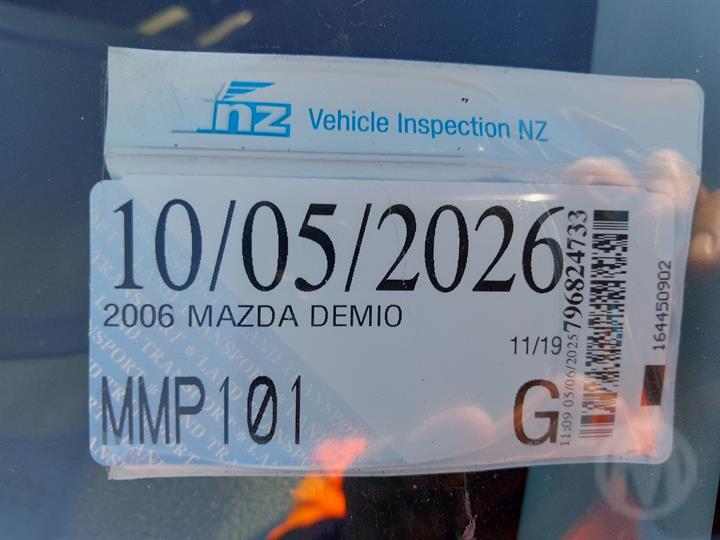 nz Vehicle Inspection NZ
10/05/2026
2006 MAZDA DEMIO
11/19
MMP101
G
11:09 05/06/2025
796824733
164450902
M